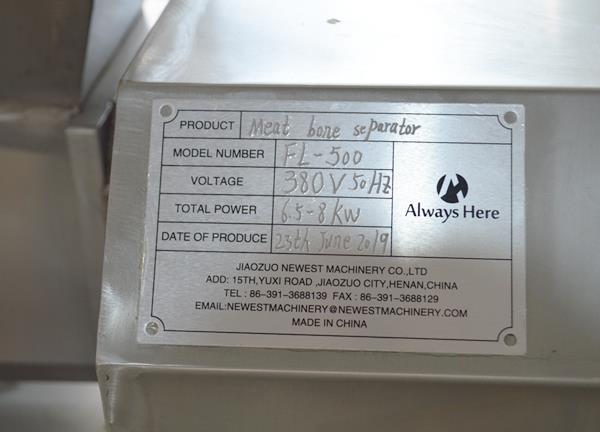 PRODUCT Meat bone separator
MODEL NUMBER FL-500
VOLTAGE 380V 50HZ
TOTAL POWER 6.5-8kw
DATE OF PRODUCE 23th June 2019
Always Here
JIAOZUO NEWEST MACHINERY CO.,LTD
ADD: 15TH,YUXI ROAD ,JIAOZUO CITY,HENAN,CHINA
TEL : 86-391-3688139 FAX : 86-391-3688129
EMAIL:NEWESTMACHINERY@NEWESTMACHINERY.COM
MADE IN CHINA